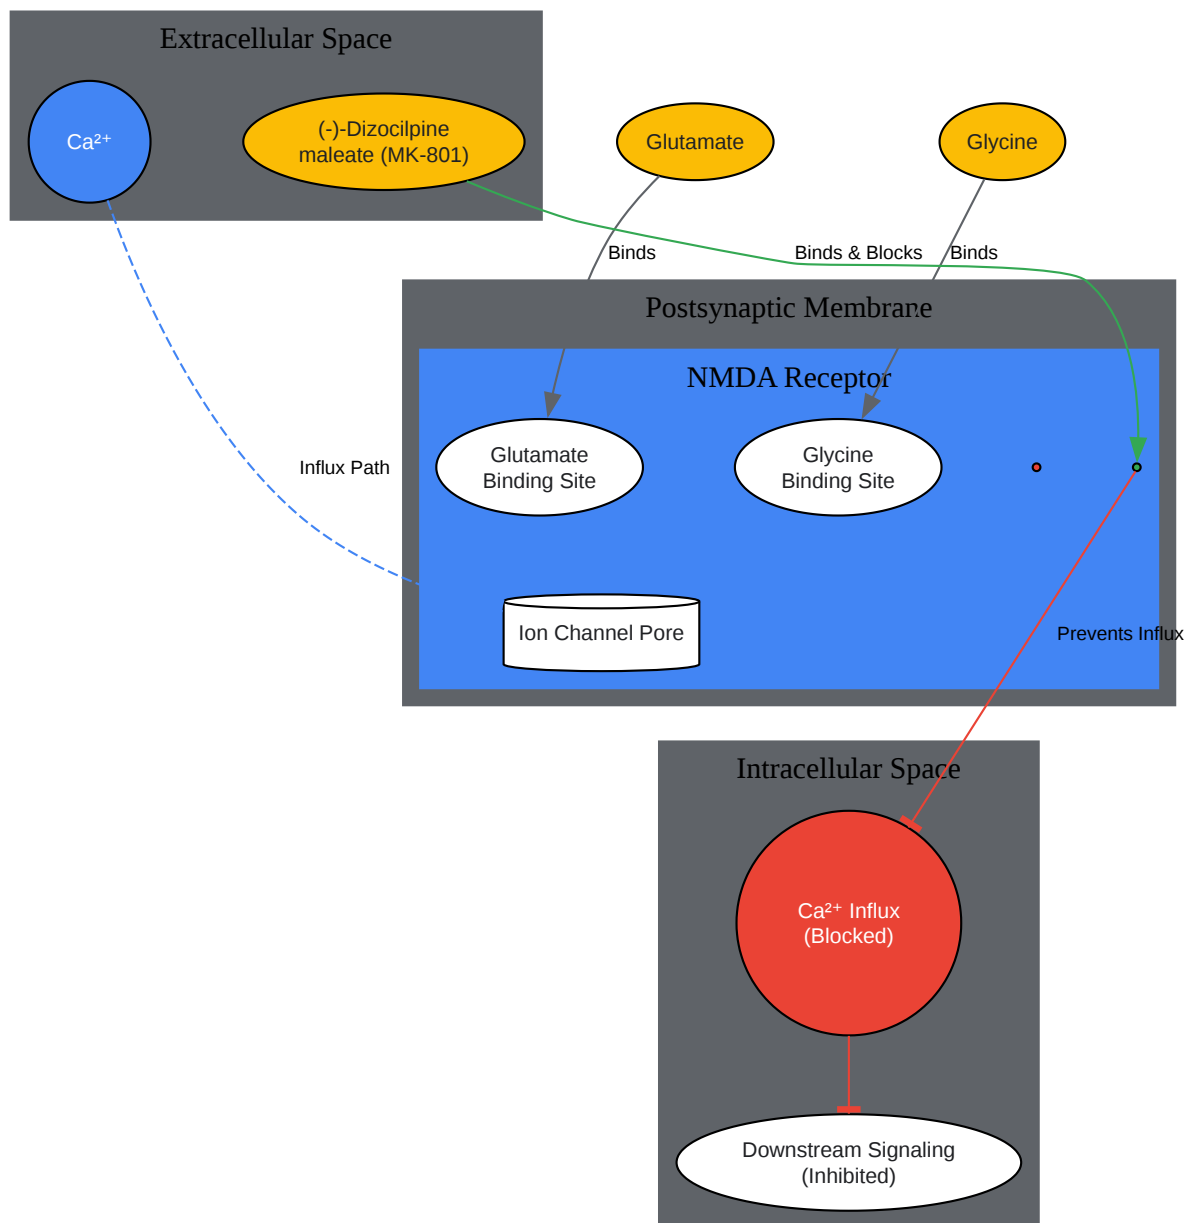 Extracellular Space
Ca²⁺
(-)-Dizocilpine
maleate (MK-801)
Glutamate
Glycine
Binds
Binds & Blocks
Binds
Postsynaptic Membrane
NMDA Receptor
Influx Path
Glutamate
Binding Site
Glycine
Binding Site
Ion Channel Pore
Prevents Influx
Intracellular Space
Ca²⁺ Influx
(Blocked)
Downstream Signaling
(Inhibited)